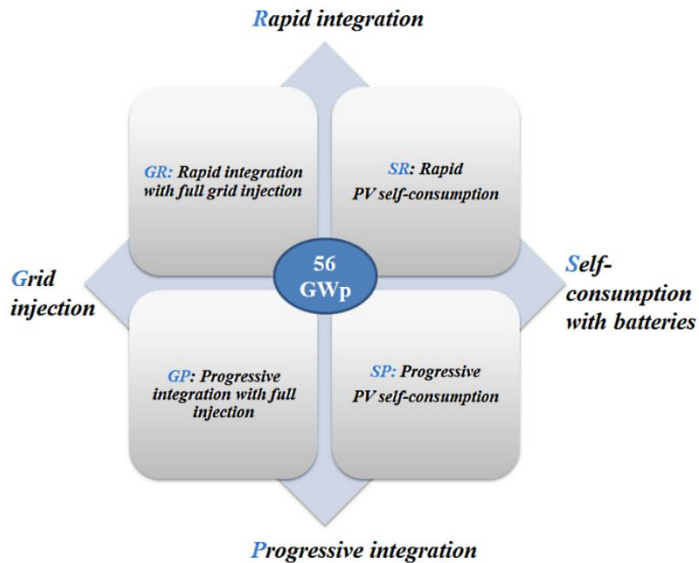 Rapid integration
GR: Rapid integration
with full grid injection
SR: Rapid
PV self-consumption
Grid
injection
56
GWp
Self-
consumption
with batteries
GP: Progressive
integration with full
injection
SP: Progressive
PV self-consumption
Progressive integration